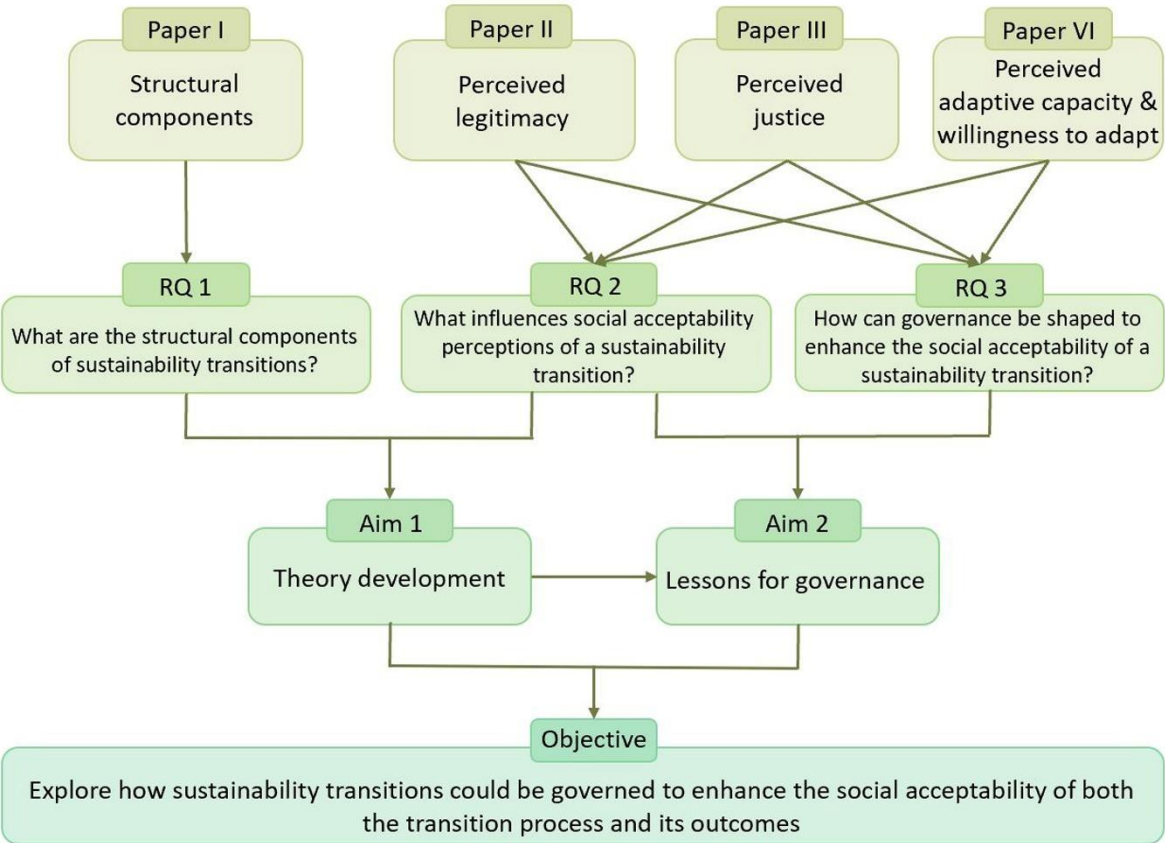 Paper I
Structural
components
Paper II
Perceived
legitimacy
Paper III
Perceived
justice
Paper VI
Perceived
adaptive capacity &
willingness to adapt
RQ 1
What are the structural components
of sustainability transitions?
RQ 2
What influences social acceptability
perceptions of a sustainability
transition?
RQ 3
How can governance be shaped to
enhance the social acceptability of a
sustainability transition?
Aim 1
Theory development
Aim 2
Lessons for governance
Objective
Explore how sustainability transitions could be governed to enhance the social acceptability of both
the transition process and its outcomes